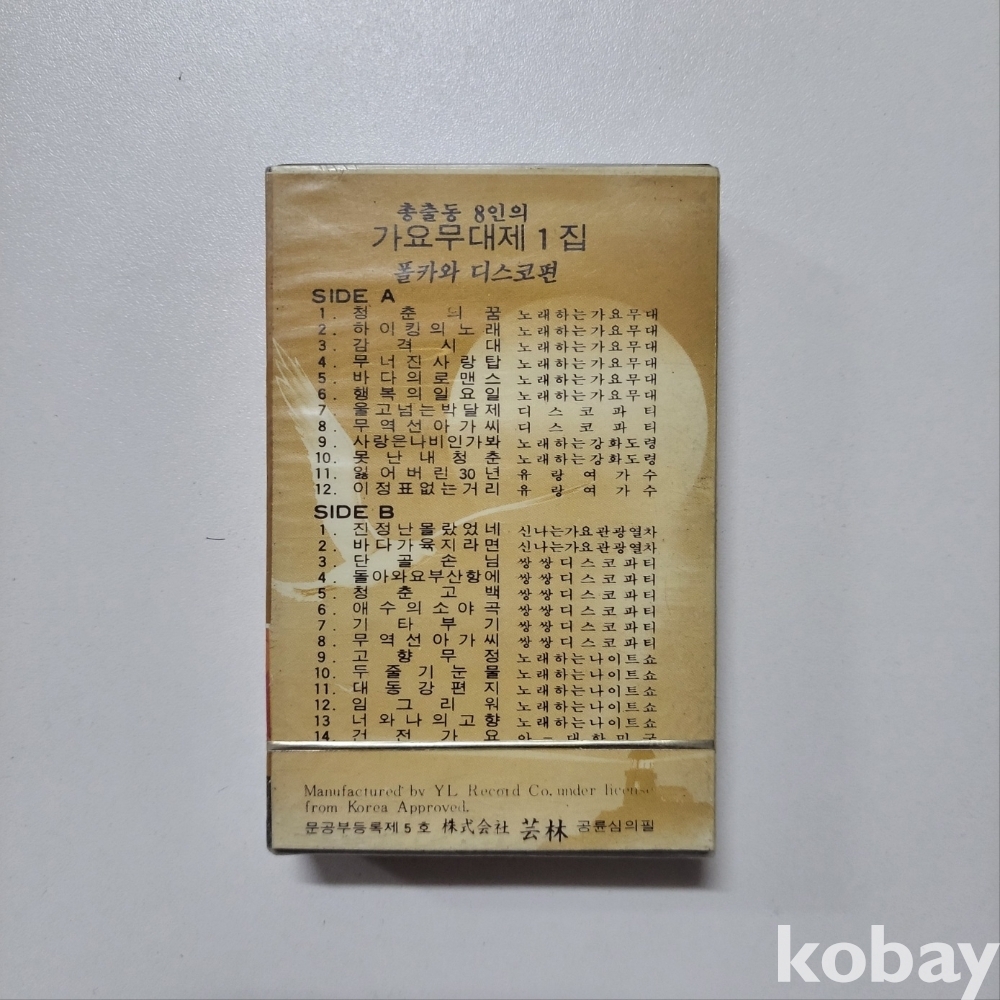 총출동 8인의
가요무대제 1 집
폴카와 디스코편
SIDE A
1. 청춘의꿈 노래하는가요무대
2. 하이킹의노래 노래하는가요무대
3. 감격시대 노래하는가요무대
4. 무너진사랑탑 노래하는가요무대
5. 바다의로맨스 노래하는가요무대
6. 행복의일요일 노래하는가요무대
7. 울고넘는박달제 디스코파티
8. 무역선아가씨 디스코파티
9. 사랑은나비인가봐 노래하는강화도령
10. 못난내청춘 노래하는강화도령
11. 잃어버린30년 유랑여가수
12. 이정표없는거리 유랑여가수
SIDE B
1. 진정난몰랐었네 신나는가요관광열차
2. 바다가육지라면 신나는가요관광열차
3. 단골손님 쌍쌍디스코파티
4. 돌아와요부산항에 쌍쌍디스코파티
5. 청춘고백 쌍쌍디스코파티
6. 애수의소야곡 쌍쌍디스코파티
7. 기타부기 쌍쌍디스코파티
8. 무역선아가씨 쌍쌍디스코파티
9. 고향무정 노래하는나이트쇼
10. 두줄기눈물 노래하는나이트쇼
11. 대동강편지 노래하는나이트쇼
12. 임그리워 노래하는나이트쇼
13 너와나의고향 노래하는나이트쇼
14. 건전가요 아-대한민국
Manufactured by YL Record Co. under license
from Korea Approved.
문공부등록제5호 株式会社 芸林 공륜심의필
kobay